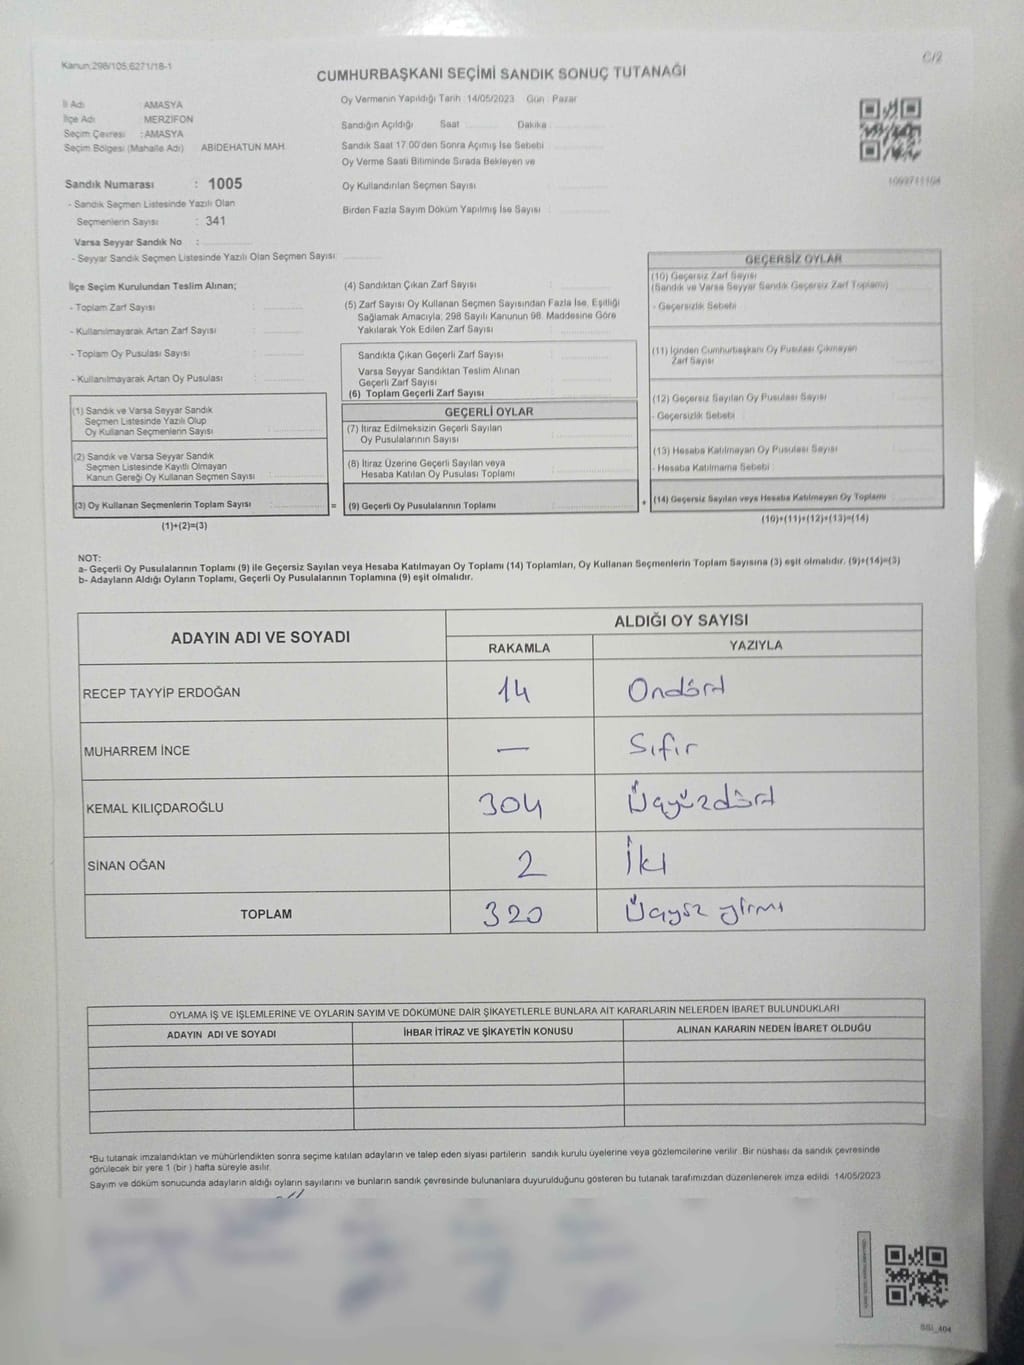 Kanun:298/105;6271/18-1
C/2
CUMHURBAŞKANI SEÇİMİ SANDIK SONUÇ TUTANAĞI
Oy Vermenin Yapıldığı Tarih :14/05/2023 Gün : Pazar
İl Adı : AMASYA
İlçe Adı : MERZİFON
Seçim Çevresi : AMASYA
Seçim Bölgesi (Mahalle Adı) ABİDEHATUN MAH.
Sandığın Açıldığı Saat Dakika
Sandık Saat 17.00'den Sonra Açımış İse Sebebi
Oy Verme Saati Bitiminde Sırada Bekleyen ve
Oy Kullandırılan Seçmen Sayısı :
Birden Fazla Sayım Döküm Yapılmış İse Sayısı :
Sandık Numarası : 1005
- Sandık Seçmen Listesinde Yazılı Olan
Seçmenlerin Sayısı : 341
Varsa Seyyar Sandık No :
- Seyyar Sandık Seçmen Listesinde Yazılı Olan Seçmen Sayısı:
İlçe Seçim Kurulundan Teslim Alınan;
- Toplam Zarf Sayısı :
- Kullanılmayarak Artan Zarf Sayısı :
- Toplam Oy Pusulası Sayısı :
- Kullanılmayarak Artan Oy Pusulası :
(1) Sandık ve Varsa Seyyar Sandık
Seçmen Listesinde Yazılı Olup
Oy Kullanan Seçmenlerin Sayısı :
(2) Sandık ve Varsa Seyyar Sandık
Seçmen Listesinde Kayıtlı Olmayan
Kanun Gereği Oy Kullanan Seçmen Sayısı :
(3) Oy Kullanan Seçmenlerin Toplam Sayısı : =
(1)+(2)=(3)
(4) Sandıktan Çıkan Zarf Sayısı :
(5) Zarf Sayısı Oy Kullanan Seçmen Sayısından Fazla İse, Eşitliği
Sağlamak Amacıyla; 298 Sayılı Kanunun 98. Maddesine Göre
Yakılarak Yok Edilen Zarf Sayısı :
Sandıkta Çıkan Geçerli Zarf Sayısı :
Varsa Seyyar Sandıktan Teslim Alınan
Geçerli Zarf Sayısı :
(6) Toplam Geçerli Zarf Sayısı :
GEÇERLİ OYLAR
(7) İtiraz Edilmeksizin Geçerli Sayılan
Oy Pusulalarının Sayısı :
(8) İtiraz Üzerine Geçerli Sayılan veya
Hesaba Katılan Oy Pusulası Toplamı :
(9) Geçerli Oy Pusulalarının Toplamı : +
GEÇERSİZ OYLAR
(10) Geçersiz Zarf Sayısı
(Sandık ve Varsa Seyyar Sandık Geçersiz Zarf Toplamı)
- Geçersizlik Sebebi :
(11) İçinden Cumhurbaşkanı Oy Pusulası Çıkmayan
Zarf Sayısı
(12) Geçersiz Sayılan Oy Pusulası Sayısı
- Geçersizlik Sebebi :
(13) Hesaba Katılmayan Oy Pusulası Sayısı
- Hesaba Katılmama Sebebi :
(14) Geçersiz Sayılan veya Hesaba Katılmayan Oy Toplamı
(10)+(11)+(12)+(13)=(14)
NOT:
a- Geçerli Oy Pusulalarının Toplamı (9) ile Geçersiz Sayılan veya Hesaba Katılmayan Oy Toplamı (14) Toplamları, Oy Kullanan Seçmenlerin Toplam Sayısına (3) eşit olmalıdır. (9)+(14)=(3)
b- Adayların Aldığı Oyların Toplamı, Geçerli Oy Pusulalarının Toplamına (9) eşit olmalıdır.
ADAYIN ADI VE SOYADI
ALDIĞI OY SAYISI
RAKAMLA YAZIYLA
RECEP TAYYİP ERDOĞAN 14 Ondört
MUHARREM İNCE — Sıfır
KEMAL KILIÇDAROĞLU 304 Üçyüzdört
SİNAN OĞAN 2 İki
TOPLAM 320 Üçyüz yirmi
OYLAMA İŞ VE İŞLEMLERİNE VE OYLARIN SAYIM VE DÖKÜMÜNE DAİR ŞİKAYETLERLE BUNLARA AİT KARARLARIN NELERDEN İBARET BULUNDUKLARI
ADAYIN ADI VE SOYADI İHBAR İTİRAZ VE ŞİKAYETİN KONUSU ALINAN KARARIN NEDEN İBARET OLDUĞU
*Bu tutanak imzalandıktan ve mühürlendikten sonra seçime katılan adayların ve talep eden siyasi partilerin sandık kurulu üyelerine veya gözlemcilerine verilir. Bir nüshası da sandık çevresinde
görülecek bir yere 1 (bir ) hafta süreyle asılır.
Sayım ve döküm sonucunda adayların aldığı oyların sayılarını ve bunların sandık çevresinde bulunanlara duyurulduğunu gösteren bu tutanak tarafımızdan düzenlenerek imza edildi. 14/05/2023